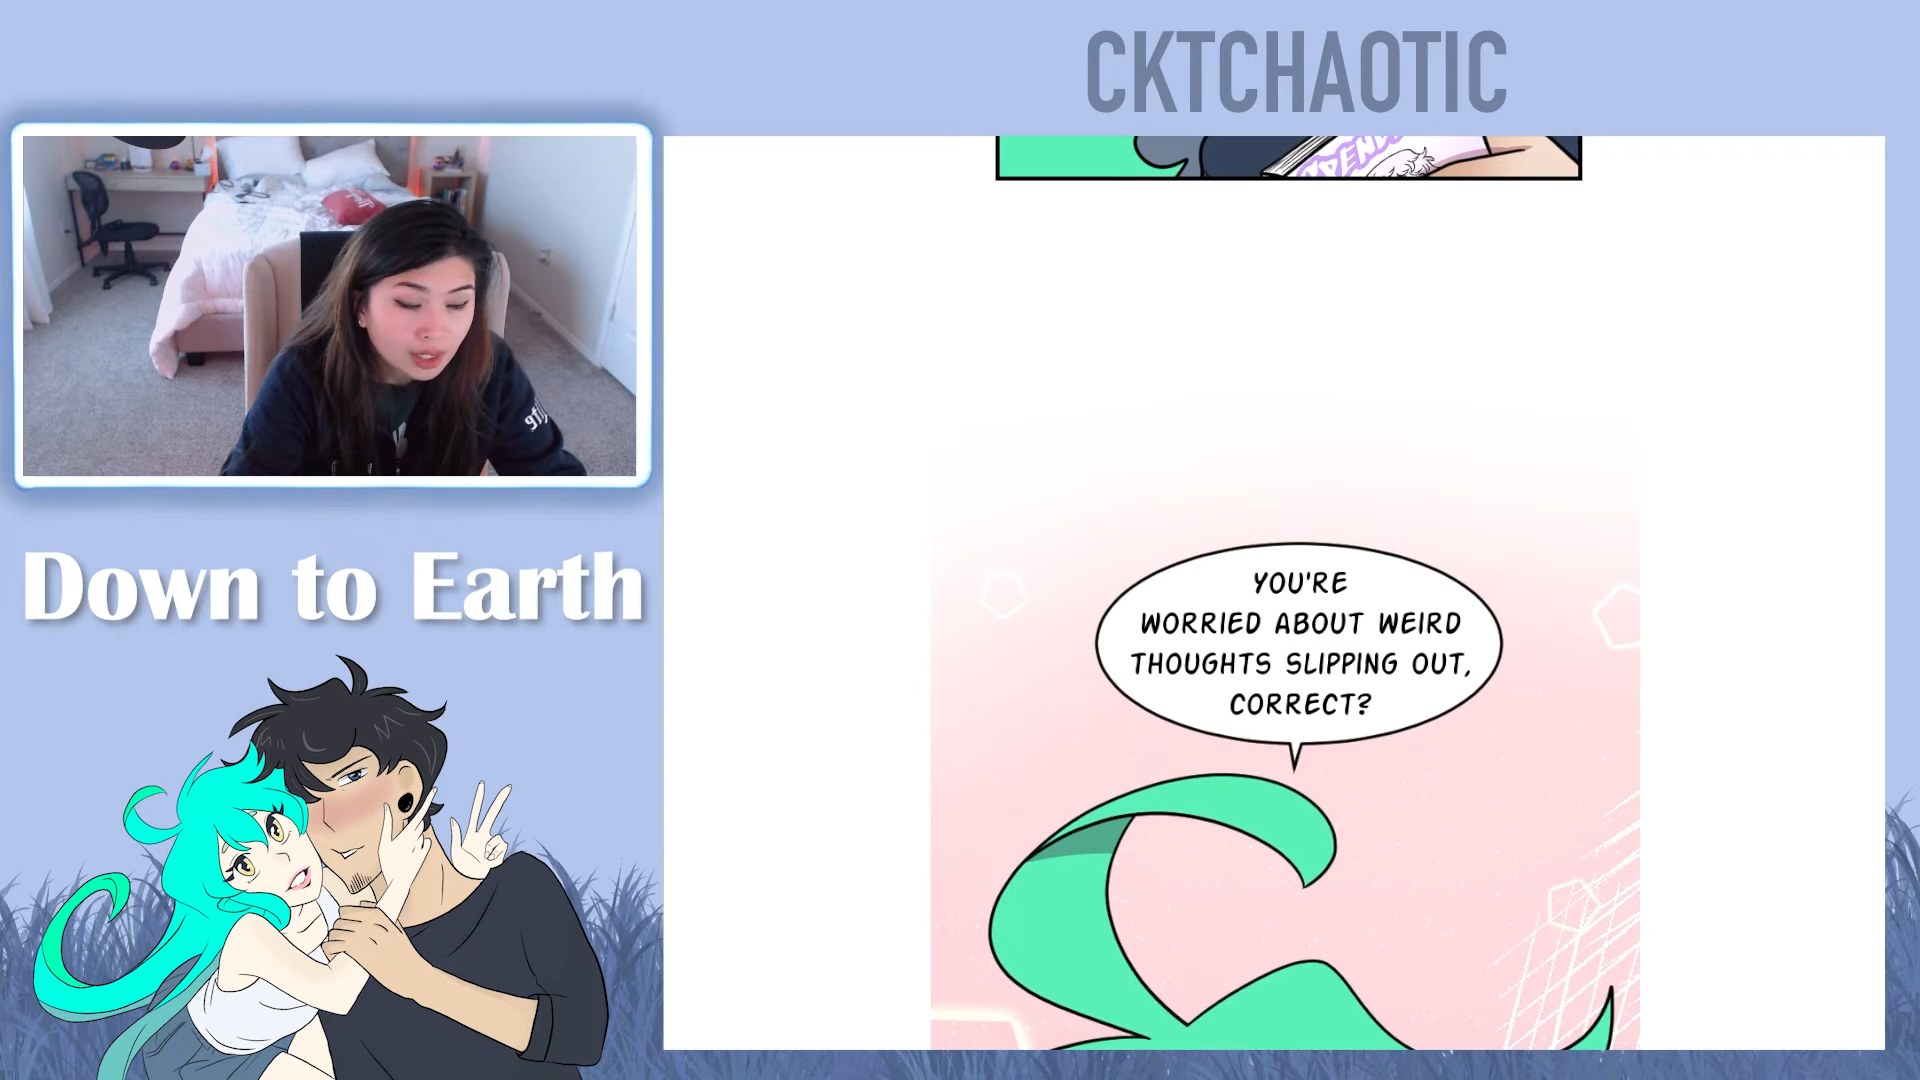 CKTCHAOTIC
Down to Earth
YOU'RE
WORRIED ABOUT WEIRD
THOUGHTS SLIPPING OUT,
CORRECT?